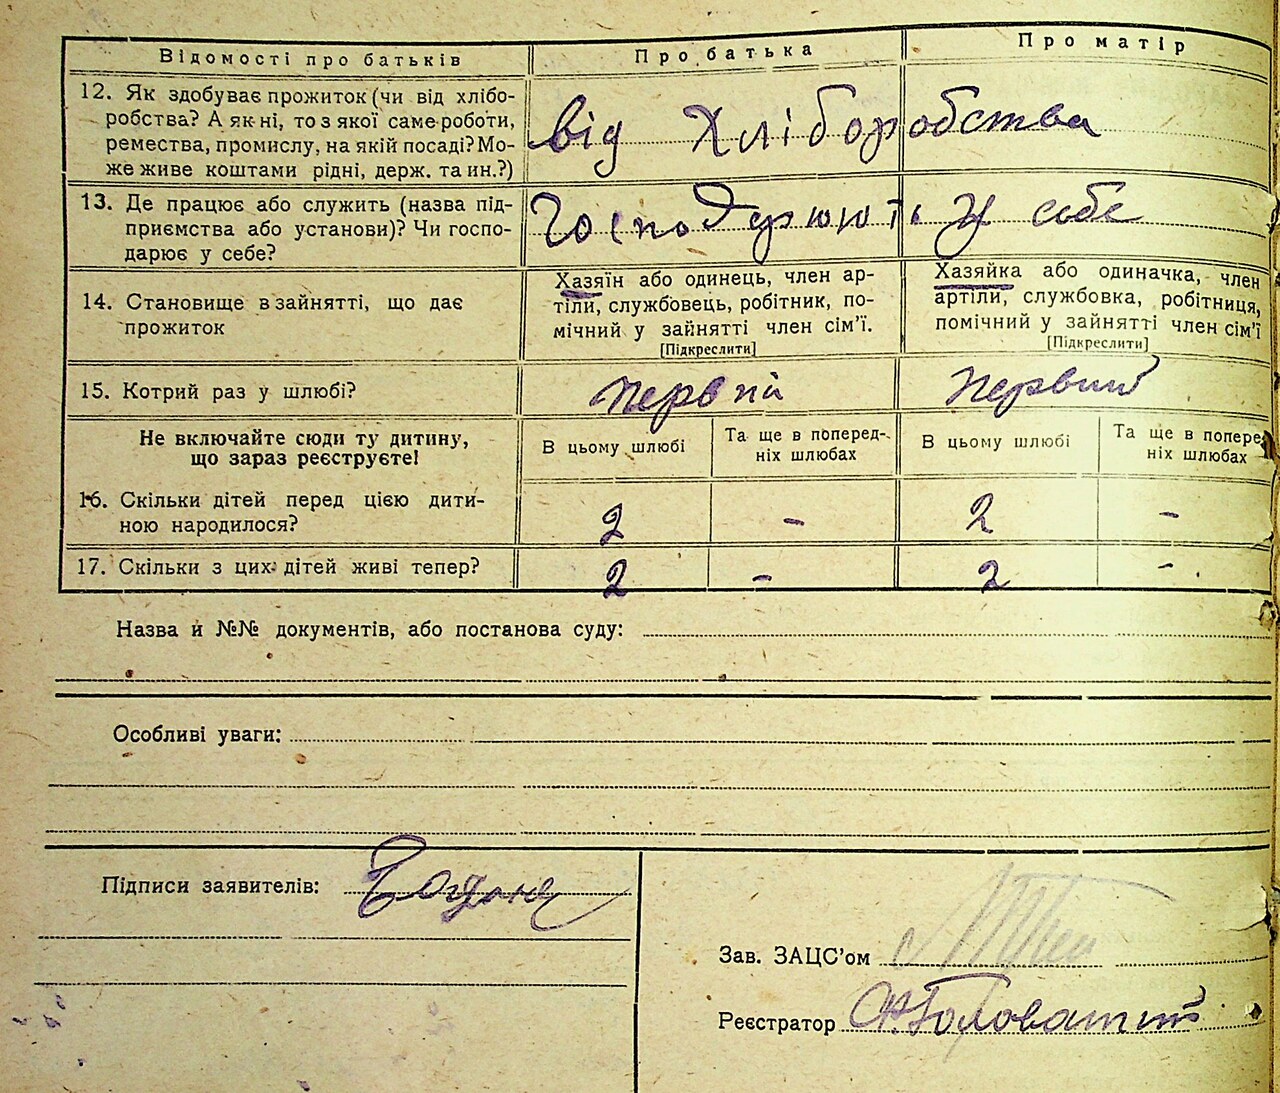 Відомості про батьків Про батька Про матір
12. Як здобуває прожиток (чи від хлібо-
робства? А як ні, то з якої саме роботи,
ремества, промислу, на якій посаді? Мо-
же живе коштами рідні, держ. та ин.?)
від Хліборобства
13. Де працює або служить (назва під-
приємства або установи)? Чи госпо-
дарює у себе?
Господурюють у себе
14. Становище в зайнятті, що дає
прожиток
Хазяїн або одинець, член ар-
тіли, службовець, робітник, по-
мічний у зайнятті член сім'ї.
[Підкреслити]
Хазяйка або одиначка, член
артіли, службовка, робітниця,
помічний у зайнятті член сім'ї
[Підкреслити]
15. Котрий раз у шлюбі? Первий Первий
Не включайте сюди ту дитину,
що зараз реєструєте!
В цьому шлюбі
Та ще в поперед-
ніх шлюбах
В цьому шлюбі
Та ще в попере
ніх шлюбах
16. Скільки дітей перед цією дити-
ною народилося?
2 - 2 -
17. Скільки з цих дітей живі тепер? 2 - 2 -
Назва й №№ документів, або постанова суду:
Особливі уваги:
Підписи заявителів:
Зав. ЗАЦС'ом
Реєстратор